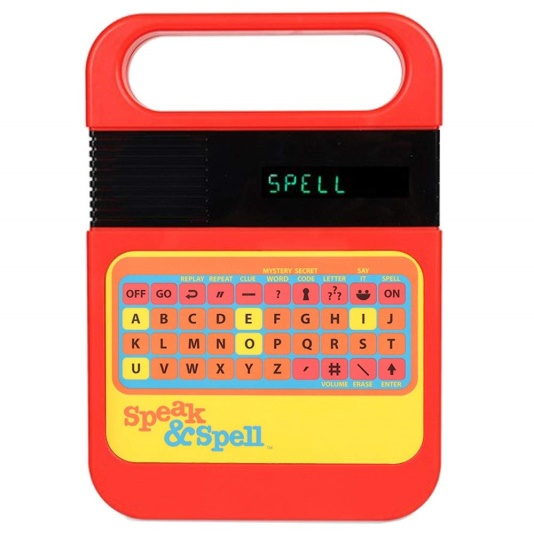 SPELL
MYSTERY SECRET SAY
REPLAY REPEAT CLUE WORD CODE LETTER IT SPELL
OFF GO — ? ??? ON
A B C D E F G H I J
K L M N O P Q R S T
U V W X Y Z ' # \
VOLUME ERASE ENTER
Speak
&Spell™